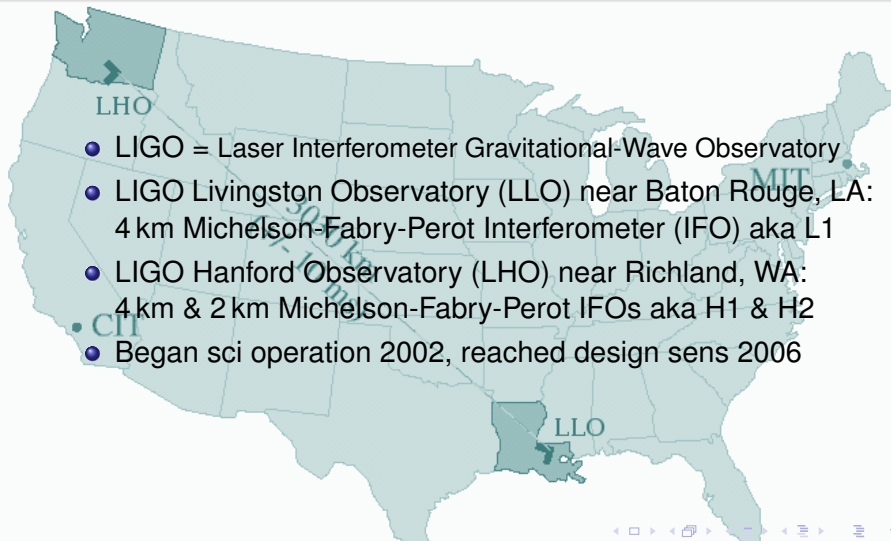 LHO
LIGO = Laser Interferometer Gravitational-Wave Observatory
MIT
LIGO Livingston Observatory (LLO) near Baton Rouge, LA:
4 km Michelson-Fabry-Perot Interferometer (IFO) aka L1
LIGO Hanford Observatory (LHO) near Richland, WA:
4 km & 2 km Michelson-Fabry-Perot IFOs aka H1 & H2
CIT
Began sci operation 2002, reached design sens 2006
LLO